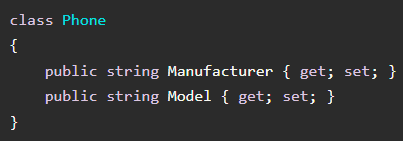 class Phone
{
    public string Manufacturer { get; set; }
    public string Model { get; set; }
}